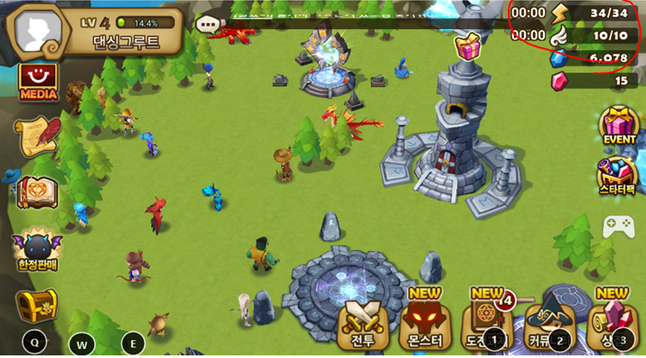 LV 4 14.4%
댄싱그루트
00:00 34/34
00:00 10/10
6,078
15
MEDIA
EVENT
스타터팩
한정판매
Q W E
NEW NEW NEW
14
전투 몬스터 1 2 3